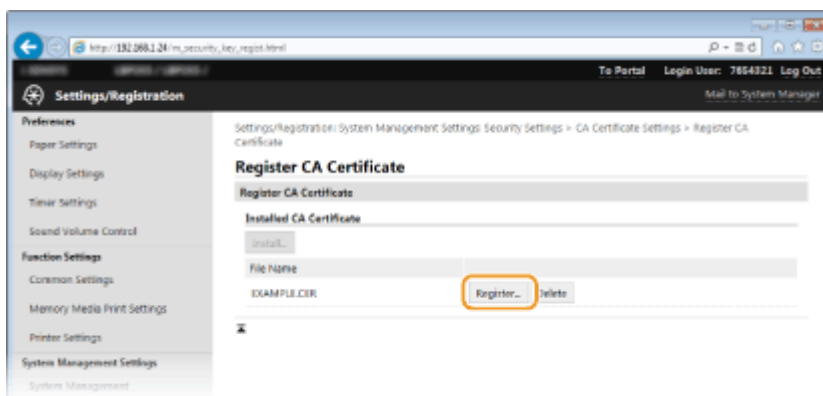 http://192.168.1.24/m_security_key_regist.html
To Portal Login User: 7654321 Log Out
Settings/Registration
Mail to System Manager
Preferences
Paper Settings
Display Settings
Timer Settings
Sound Volume Control
Function Settings
Common Settings
Memory Media Print Settings
Printer Settings
System Management Settings
System Management
Settings/Registration: System Management Settings: Security Settings > CA Certificate Settings > Register CA
Certificate
Register CA Certificate
Register CA Certificate
Installed CA Certificate
Install...
File Name
EXAMPLE.CER
Register...
Delete